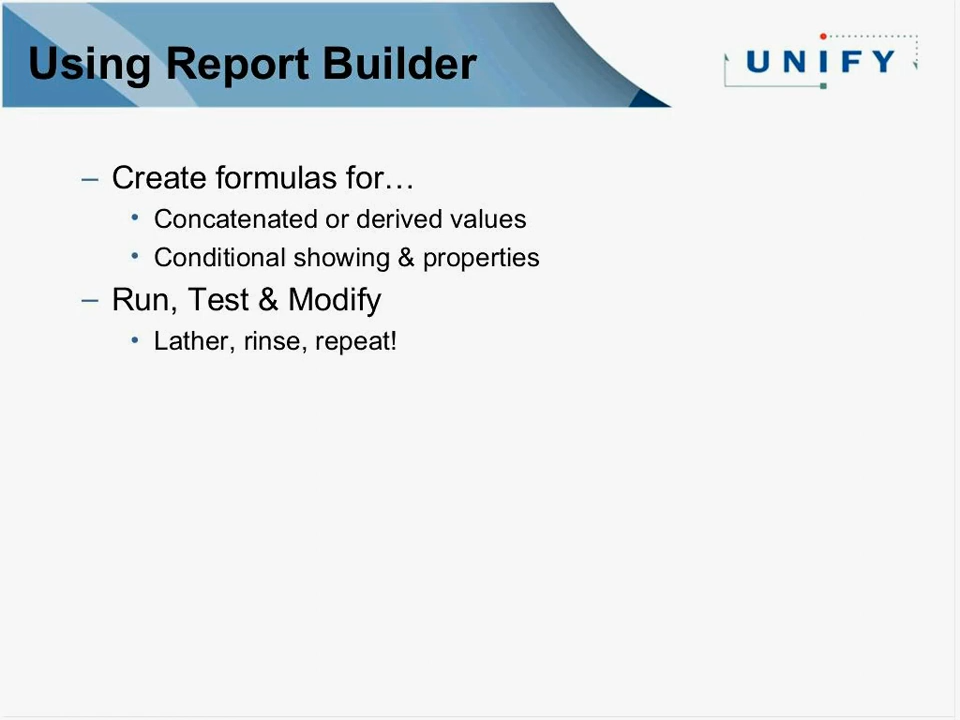 Using Report Builder
UNIFY
– Create formulas for…
• Concatenated or derived values
• Conditional showing & properties
– Run, Test & Modify
• Lather, rinse, repeat!